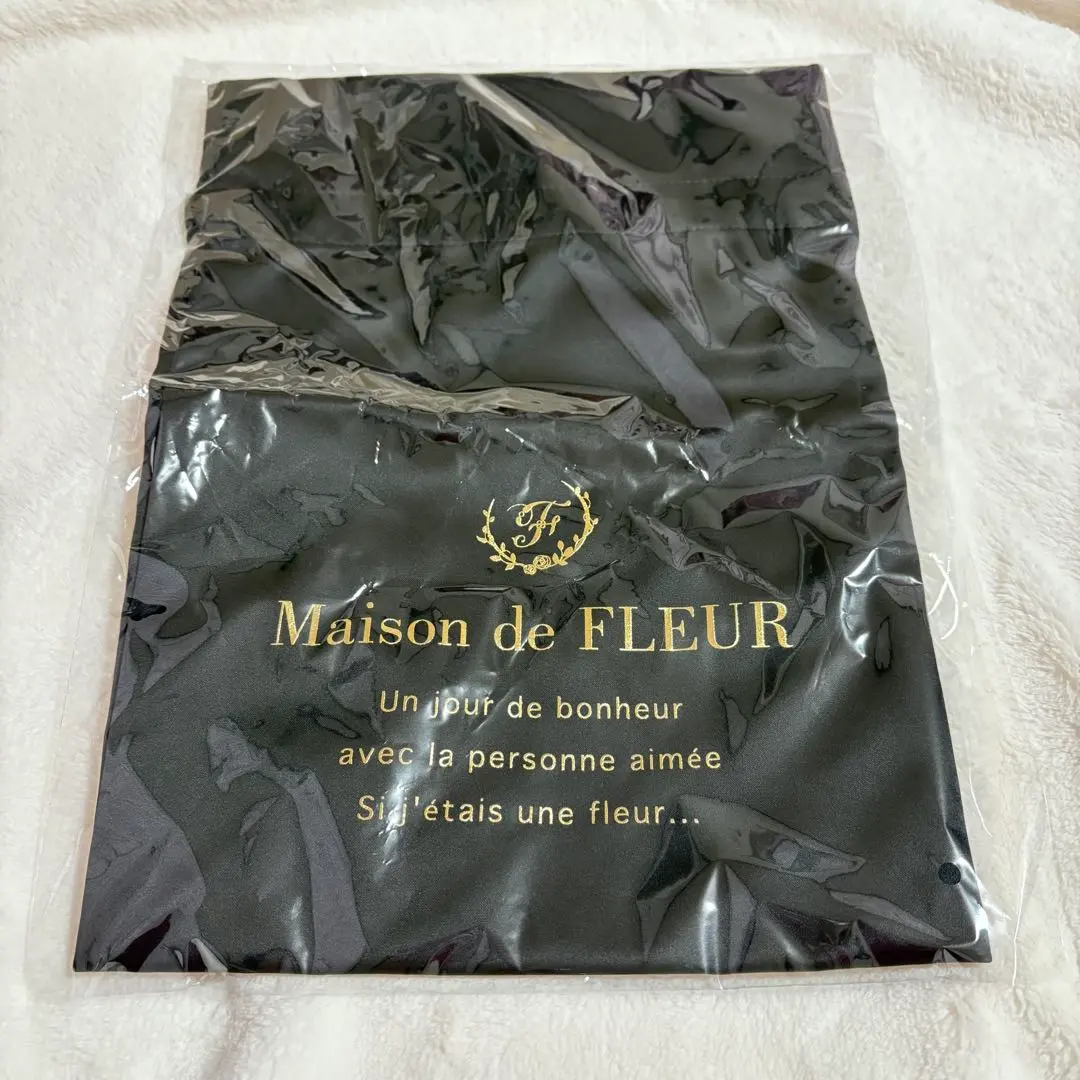 F
Maison de FLEUR
Un jour de bonheur
avec la personne aimée
Si j'étais une fleur...